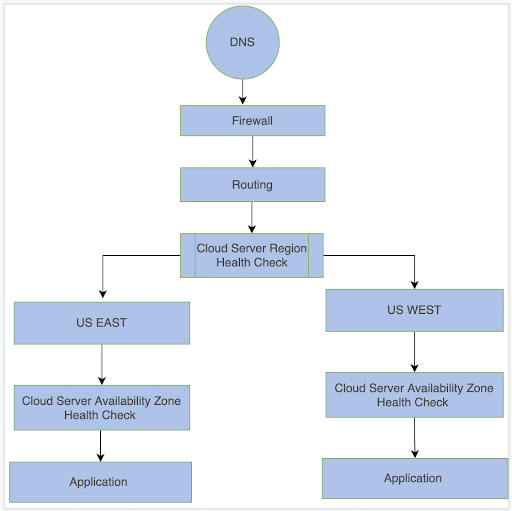 DNS
Firewall
Routing
Cloud Server Region
Health Check
US EAST
US WEST
Cloud Server Availability Zone
Health Check
Cloud Server Availability Zone
Health Check
Application
Application